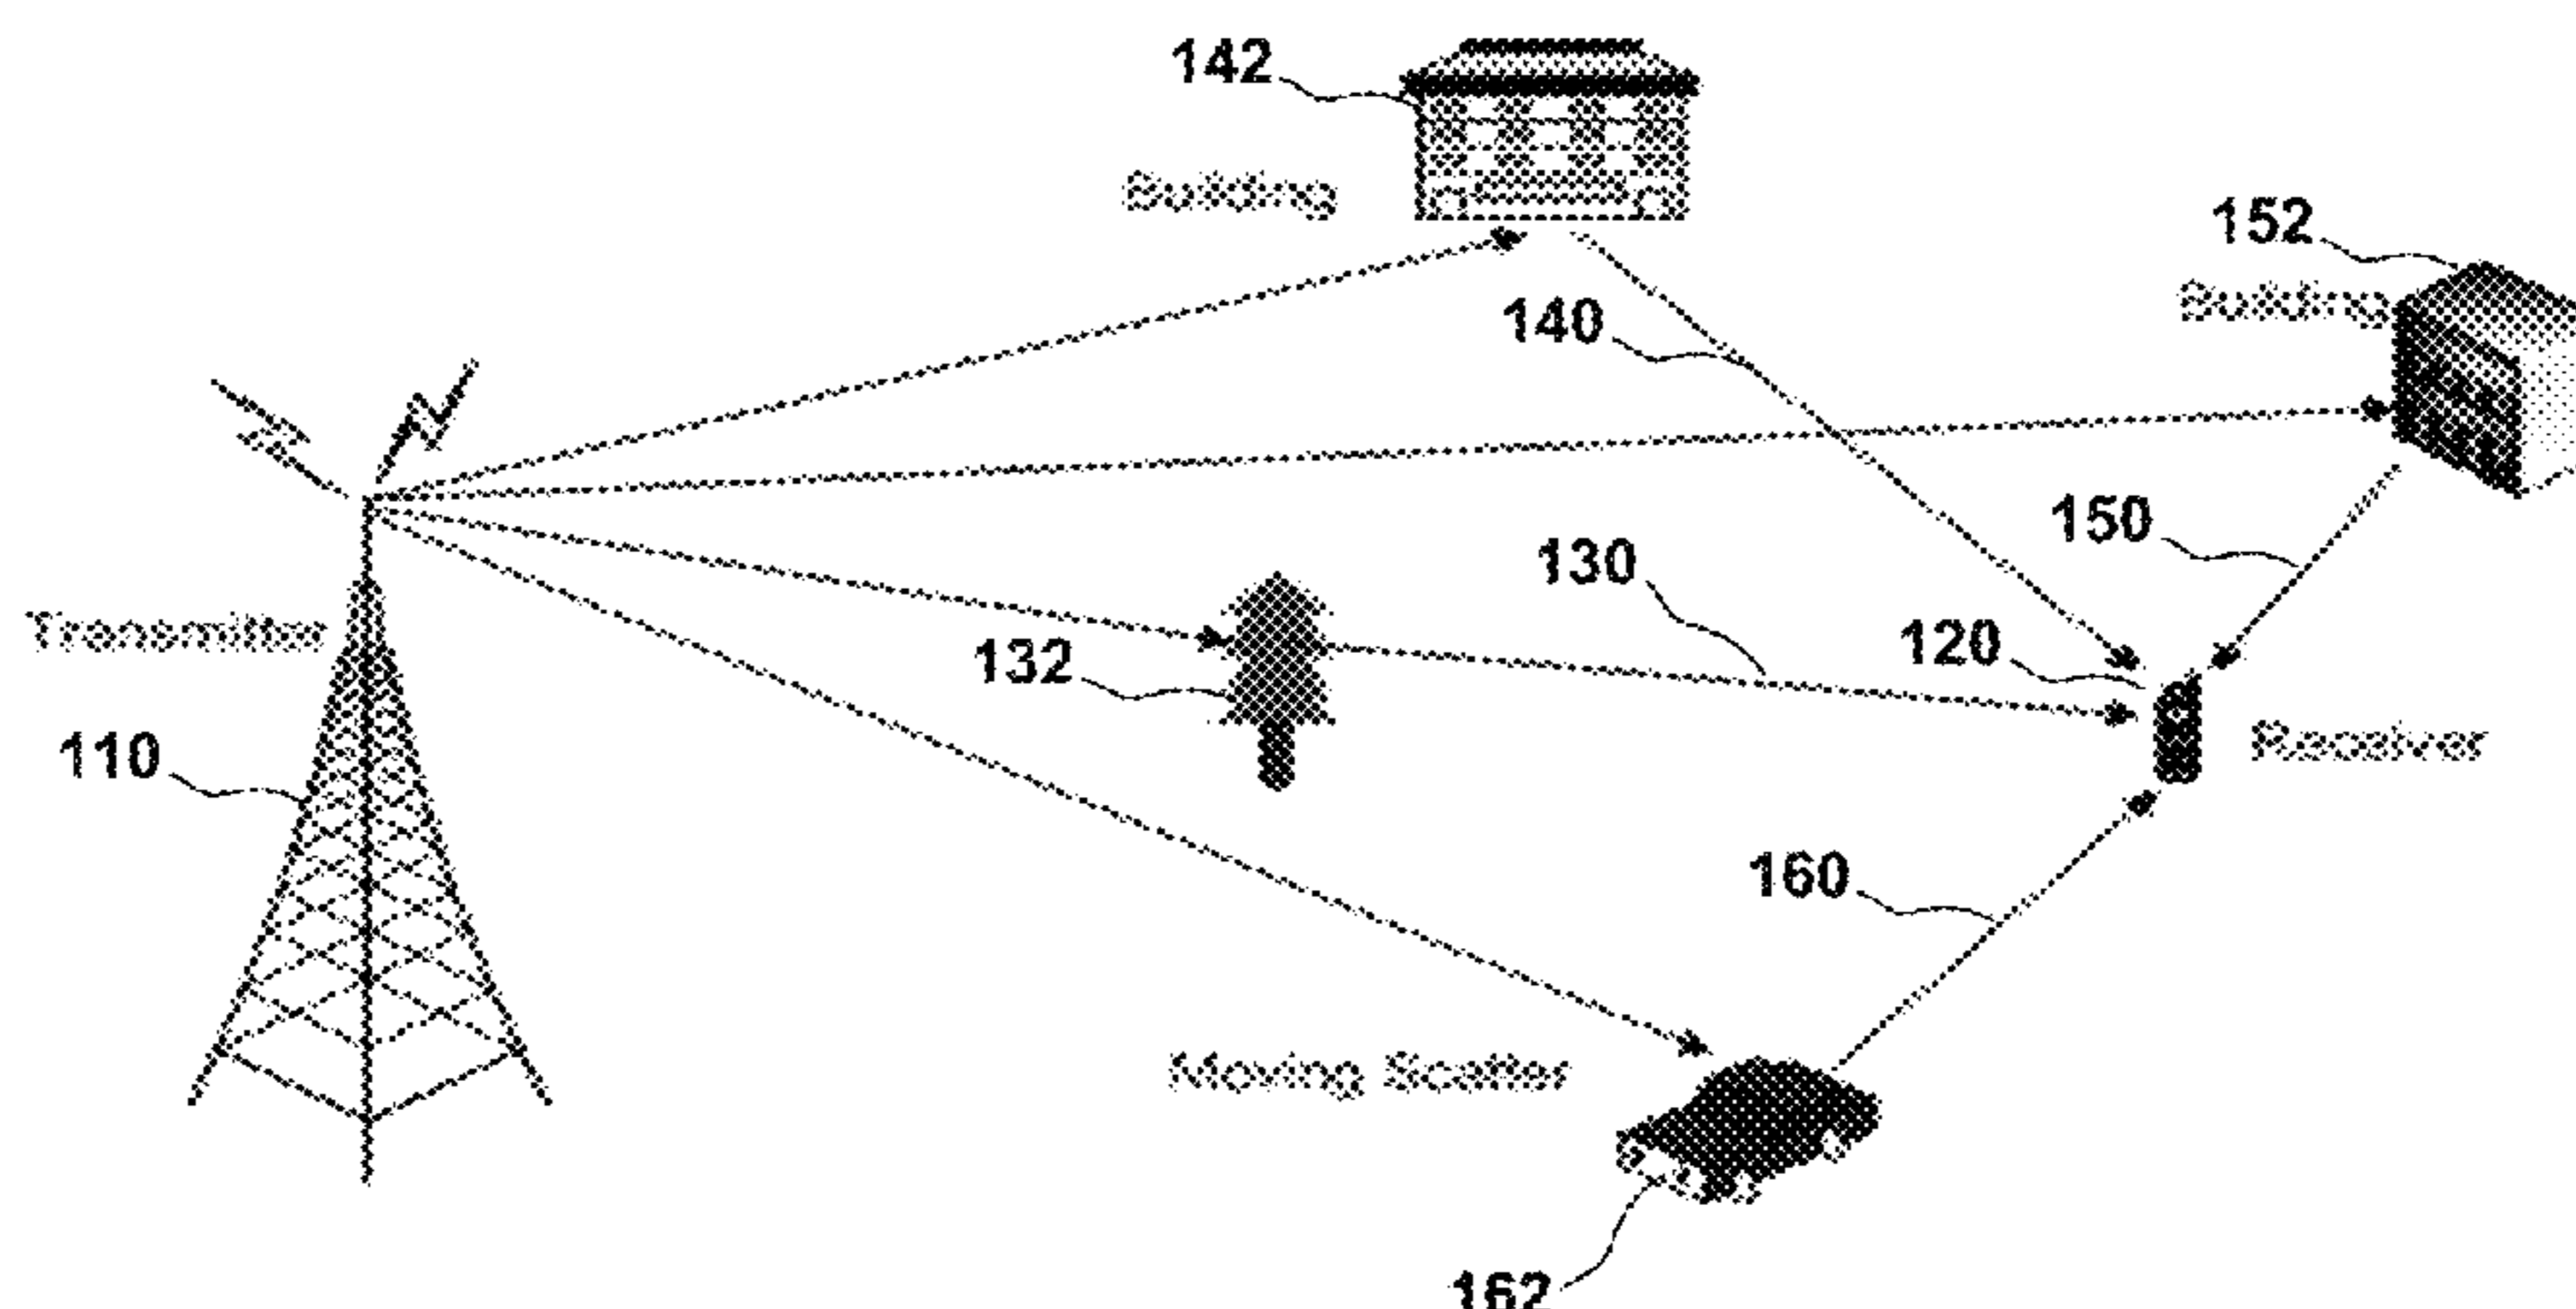 142
Building
152
Building
140
150
130
120
Transmitter
132
110
Receiver
160
Moving Scatter
162